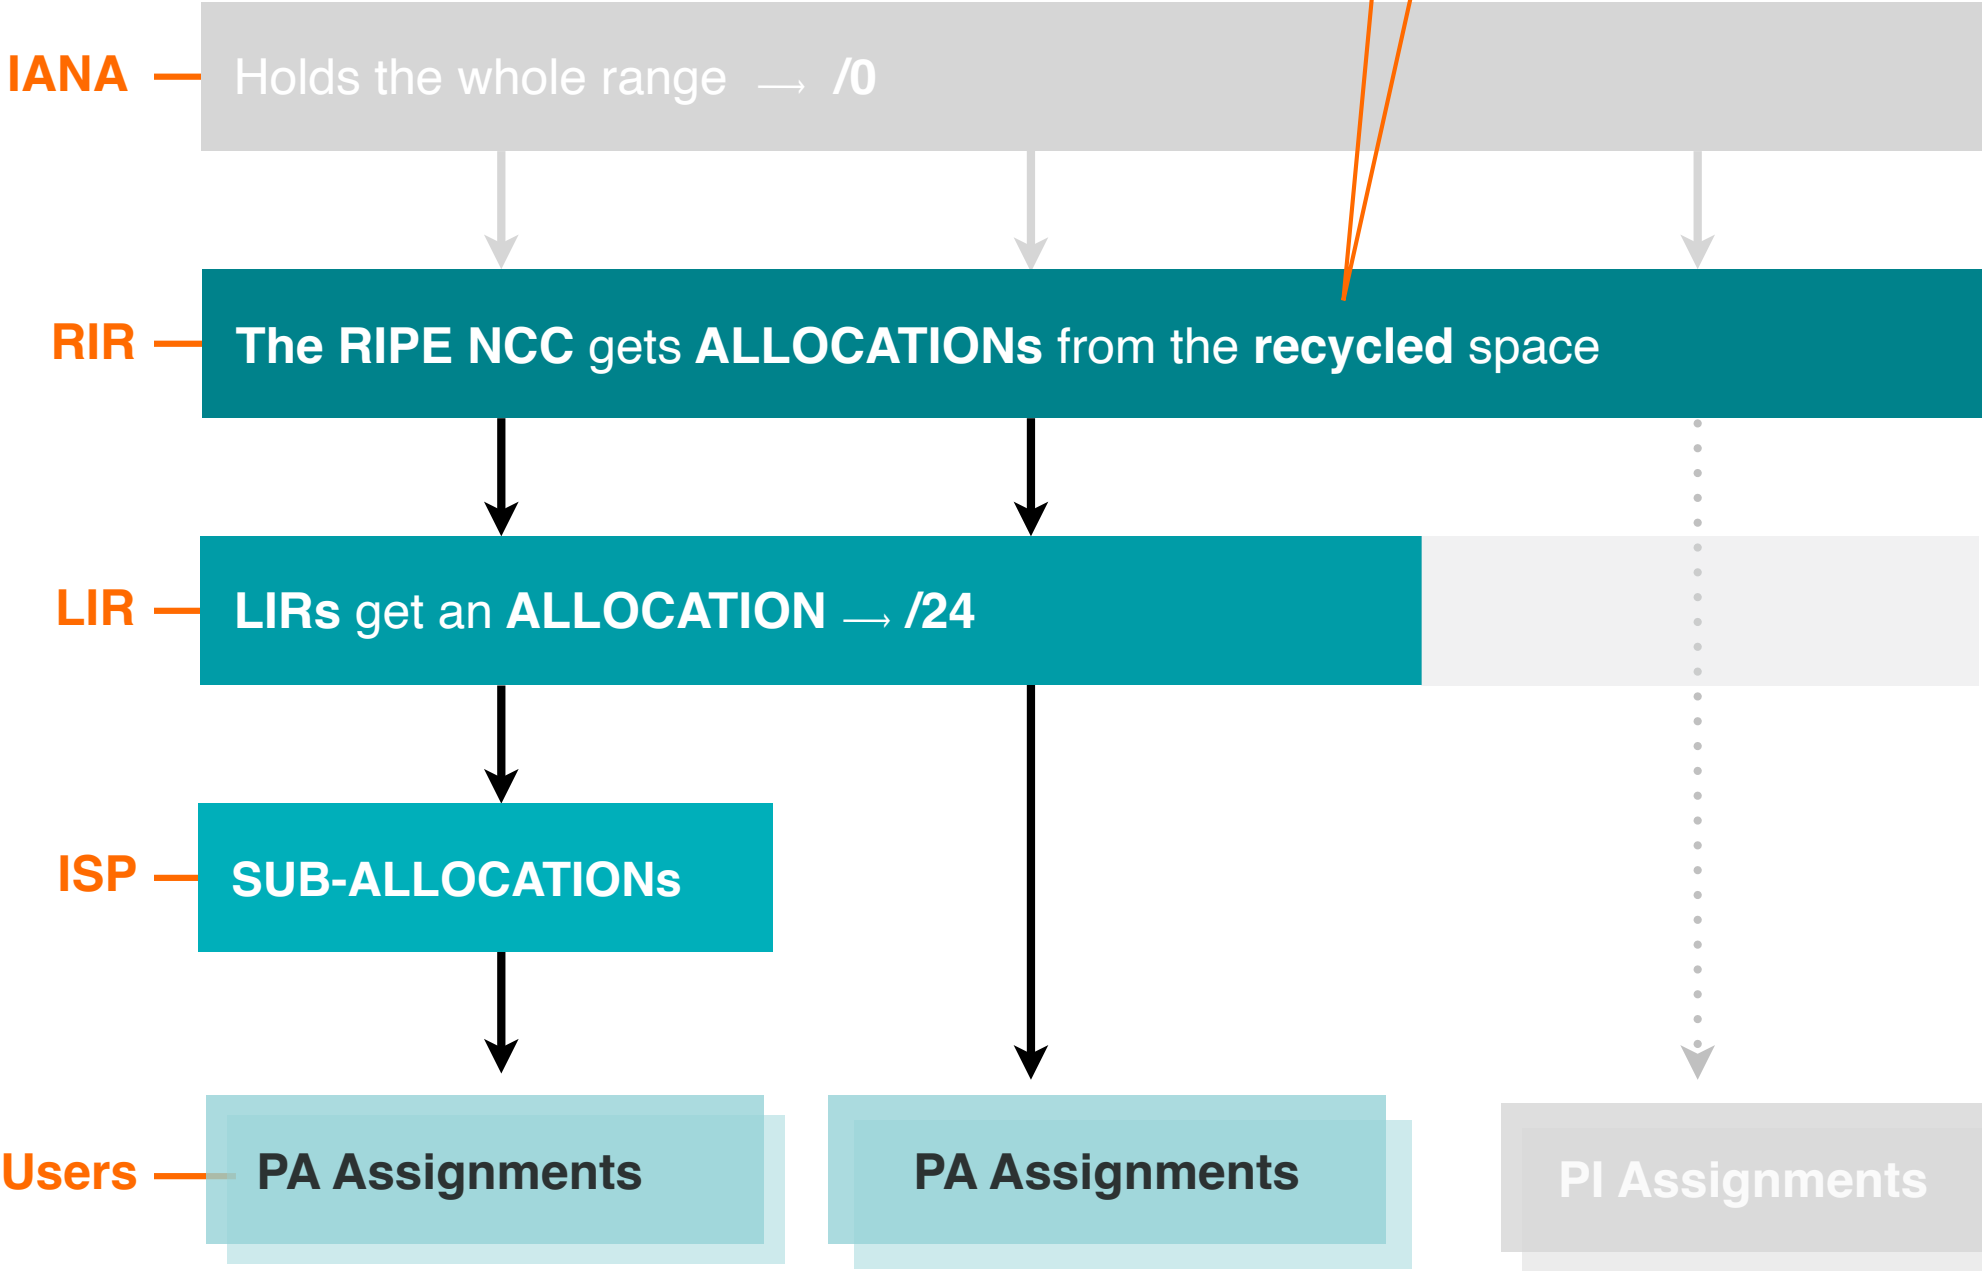 IANA Holds the whole range → /0
RIR The RIPE NCC gets ALLOCATIONs from the recycled space
LIR LIRs get an ALLOCATION → /24
ISP SUB-ALLOCATIONs
Users PA Assignments PA Assignments PI Assignments